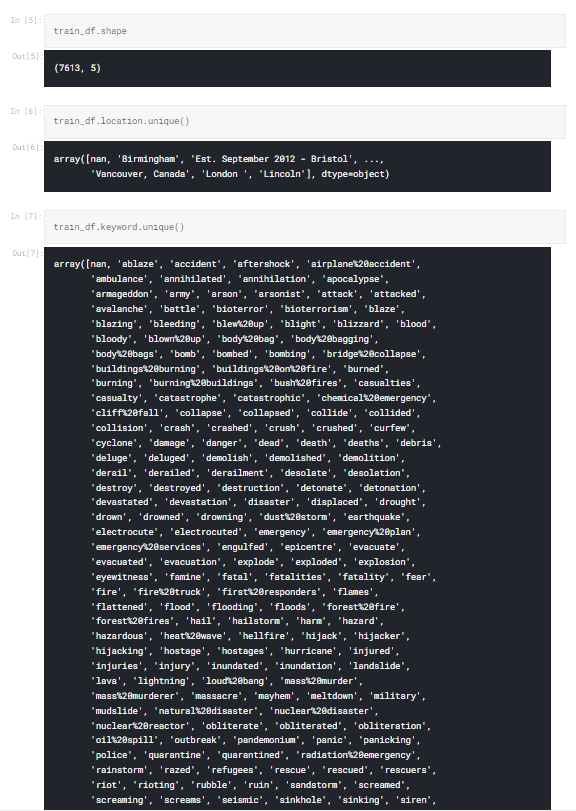 In [5]:
train_df.shape
Out[5]:
(7613, 5)
In [6]:
train_df.location.unique()
Out[6]:
array([nan, 'Birmingham', 'Est. September 2012 - Bristol', ...,
'Vancouver, Canada', 'London ', 'Lincoln'], dtype=object)
In [7]:
train_df.keyword.unique()
Out[7]:
array([nan, 'ablaze', 'accident', 'aftershock', 'airplane%20accident',
'ambulance', 'annihilated', 'annihilation', 'apocalypse',
'armageddon', 'army', 'arson', 'arsonist', 'attack', 'attacked',
'avalanche', 'battle', 'bioterror', 'bioterrorism', 'blaze',
'blazing', 'bleeding', 'blew%20up', 'blight', 'blizzard', 'blood',
'bloody', 'blown%20up', 'body%20bag', 'body%20bagging',
'body%20bags', 'bomb', 'bombed', 'bombing', 'bridge%20collapse',
'buildings%20burning', 'buildings%20on%20fire', 'burned',
'burning', 'burning%20buildings', 'bush%20fires', 'casualties',
'casualty', 'catastrophe', 'catastrophic', 'chemical%20emergency',
'cliff%20fall', 'collapse', 'collapsed', 'collide', 'collided',
'collision', 'crash', 'crashed', 'crush', 'crushed', 'curfew',
'cyclone', 'damage', 'danger', 'dead', 'death', 'deaths', 'debris',
'deluge', 'deluged', 'demolish', 'demolished', 'demolition',
'derail', 'derailed', 'derailment', 'desolate', 'desolation',
'destroy', 'destroyed', 'destruction', 'detonate', 'detonation',
'devastated', 'devastation', 'disaster', 'displaced', 'drought',
'drown', 'drowned', 'drowning', 'dust%20storm', 'earthquake',
'electrocute', 'electrocuted', 'emergency', 'emergency%20plan',
'emergency%20services', 'engulfed', 'epicentre', 'evacuate',
'evacuated', 'evacuation', 'explode', 'exploded', 'explosion',
'eyewitness', 'famine', 'fatal', 'fatalities', 'fatality', 'fear',
'fire', 'fire%20truck', 'first%20responders', 'flames',
'flattened', 'flood', 'flooding', 'floods', 'forest%20fire',
'forest%20fires', 'hail', 'hailstorm', 'harm', 'hazard',
'hazardous', 'heat%20wave', 'hellfire', 'hijack', 'hijacker',
'hijacking', 'hostage', 'hostages', 'hurricane', 'injured',
'injuries', 'injury', 'inundated', 'inundation', 'landslide',
'lava', 'lightning', 'loud%20bang', 'mass%20murder',
'mass%20murderer', 'massacre', 'mayhem', 'meltdown', 'military',
'mudslide', 'natural%20disaster', 'nuclear%20disaster',
'nuclear%20reactor', 'obliterate', 'obliterated', 'obliteration',
'oil%20spill', 'outbreak', 'pandemonium', 'panic', 'panicking',
'police', 'quarantine', 'quarantined', 'radiation%20emergency',
'rainstorm', 'razed', 'refugees', 'rescue', 'rescued', 'rescuers',
'riot', 'rioting', 'rubble', 'ruin', 'sandstorm', 'screamed',
'screaming', 'screams', 'seismic', 'sinkhole', 'sinking', 'siren',